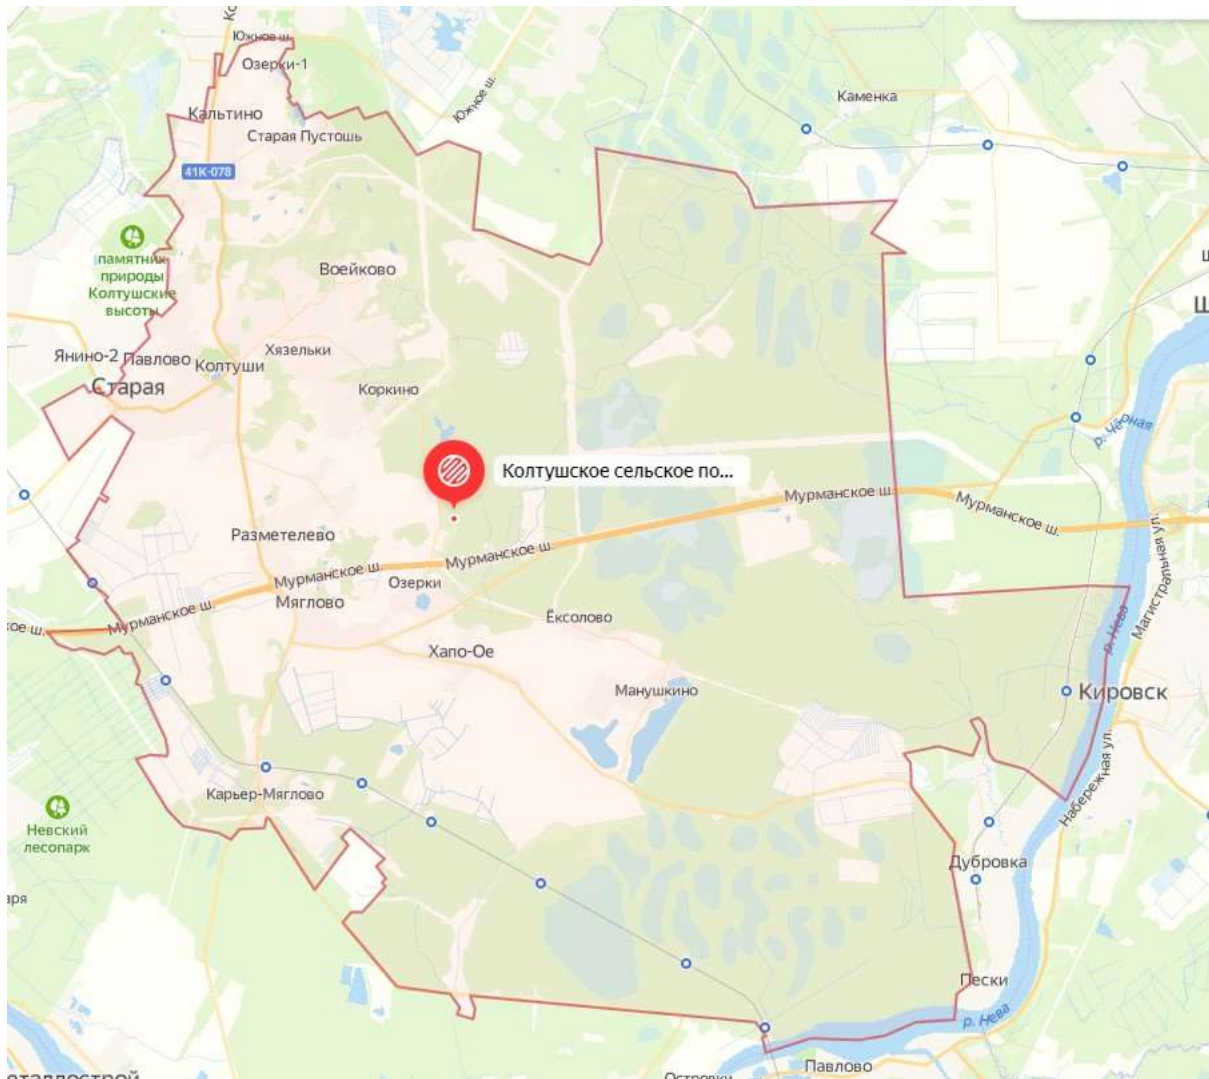 Южное ш.
Озерки-1
Кальтино
Старая Пустошь
Южное ш.
Каменка
41К-078
памятник
природы
Колтушские
высоты
Воейково
Янино-2
Павлово
Колтуши
Хязельки
Старая
Коркино
р. Чёрная
Колтушское сельское по...
Мурманское ш.
Мурманское ш.
Разметелево
Мурманское ш.
Мурманское ш.
Озерки
Мяглово
Мурманское ш.
Магистральная ул.
р. Нева
Ёксолово
Хапо-Ое
Манушкино
Кировск
Набережная ул.
Карьер-Мяглово
Невский
лесопарк
Дубровка
Пески
р. Нева
Павлово
Островки